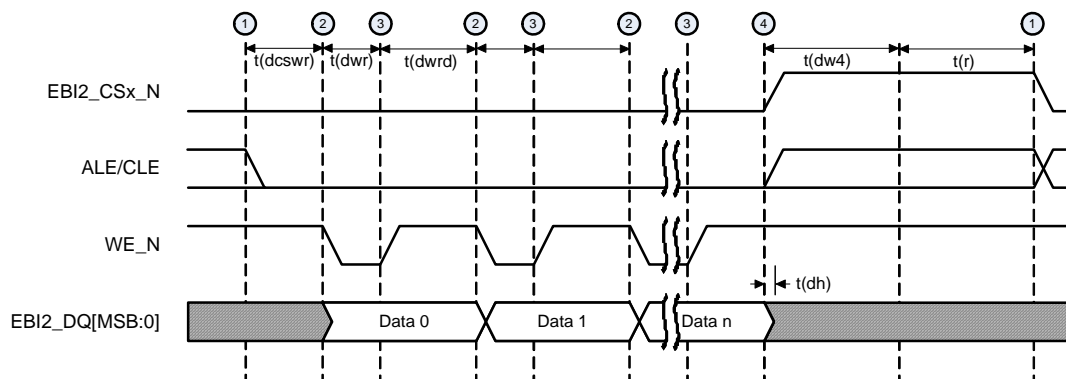 1 2 3 2 3 2 3 4 1
t(dcswr) t(dwr) t(dwrd) t(dw4) t(r)
EBI2_CSx_N
ALE/CLE
WE_N
t(dh)
EBI2_DQ[MSB:0] Data 0 Data 1 Data n